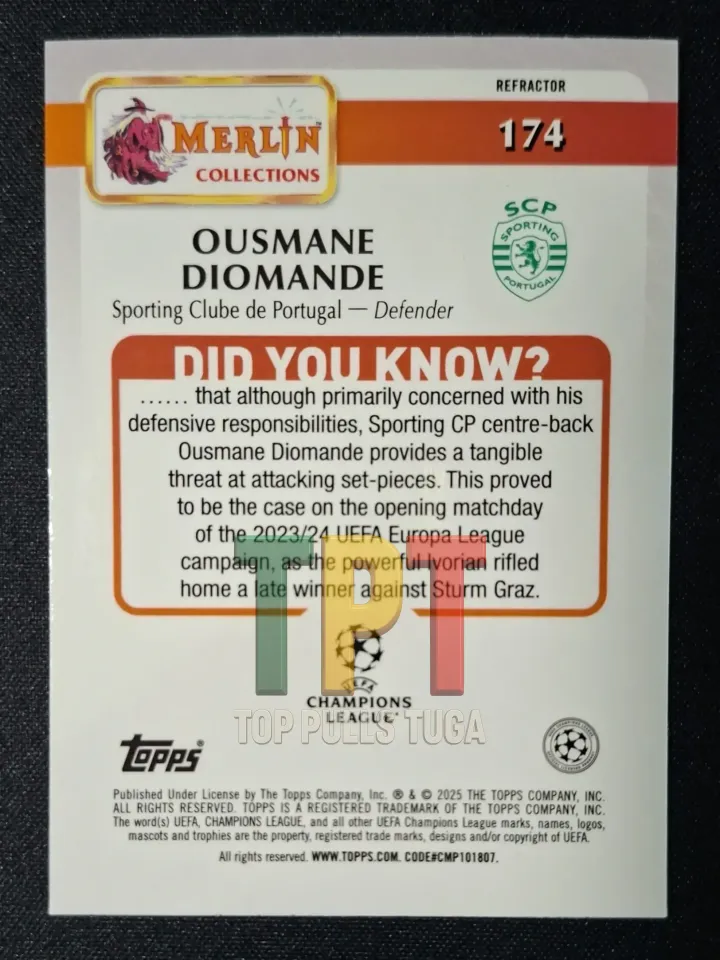 REFRACTOR
174
MERLIN™
COLLECTIONS
SCP
SPORTING
PORTUGAL
OUSMANE
DIOMANDE
Sporting Clube de Portugal — Defender
DID YOU KNOW?
...... that although primarily concerned with his
defensive responsibilities, Sporting CP centre-back
Ousmane Diomande provides a tangible
threat at attacking set-pieces. This proved
to be the case on the opening matchday
of the 2023/24 UEFA Europa League
campaign, as the powerful Ivorian rifled
home a late winner against Sturm Graz.
TPT
UEFA
CHAMPIONS
LEAGUE®
TOP PULLS TUGA
topps®
Published Under License by The Topps Company, Inc. ® & © 2025 THE TOPPS COMPANY, INC.
ALL RIGHTS RESERVED. TOPPS IS A REGISTERED TRADEMARK OF THE TOPPS COMPANY, INC.
The word(s) UEFA, CHAMPIONS LEAGUE, and all other UEFA Champions League marks, names, logos,
mascots and trophies are the property, registered trade marks, designs and/or copyright of UEFA.
All rights reserved. WWW.TOPPS.COM. CODE#CMP101807.